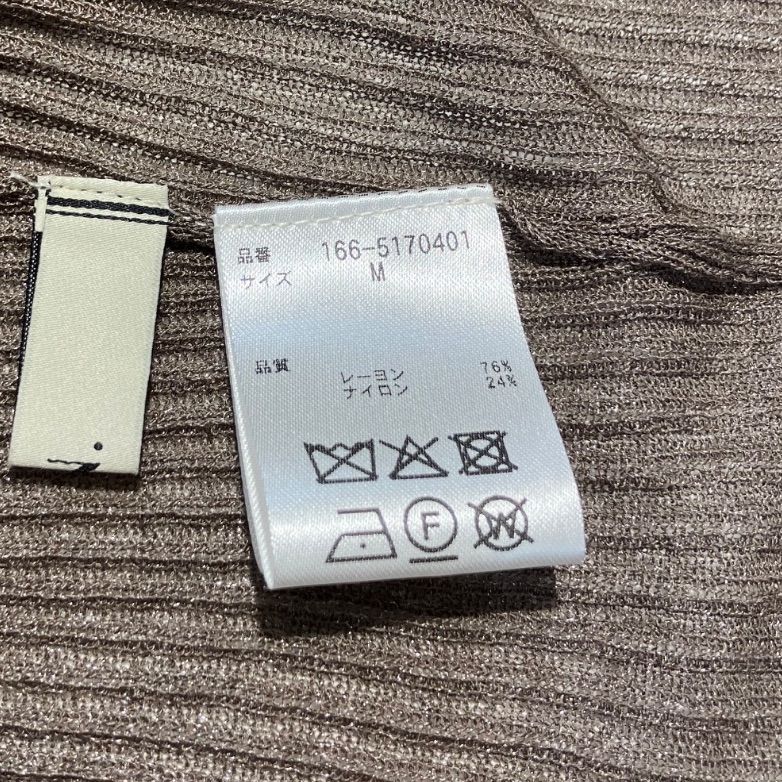 品番 166-5170401
サイズ M
品質 レーヨン 76%
ナイロン 24%
F W